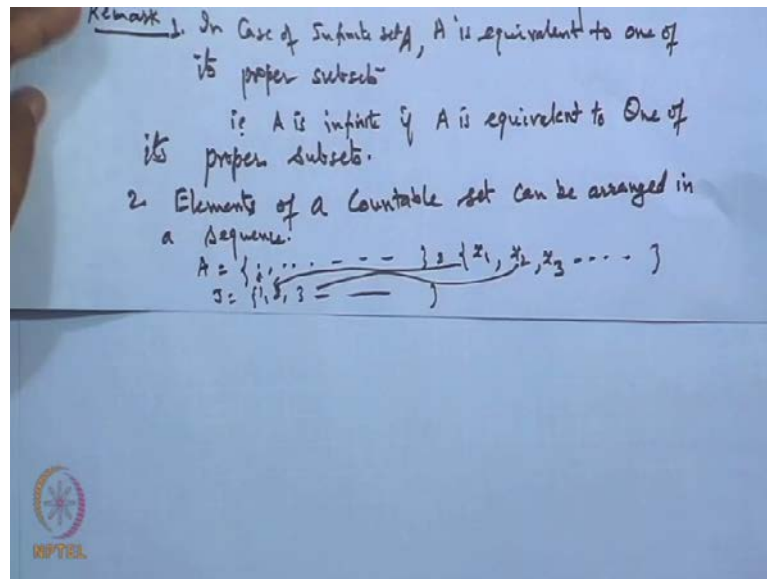 Remark 1. In Case of Infinite set A, A is equivalent to one of
its proper subsets
ie A is infinite if A is equivalent to One of
its proper subsets.
2 Elements of a Countable set can be arranged in
a sequence.
A = { , , . . . - - - } = { x1, x2, x3 - - - - }
J = { 1, 2, 3 - — }
NPTEL